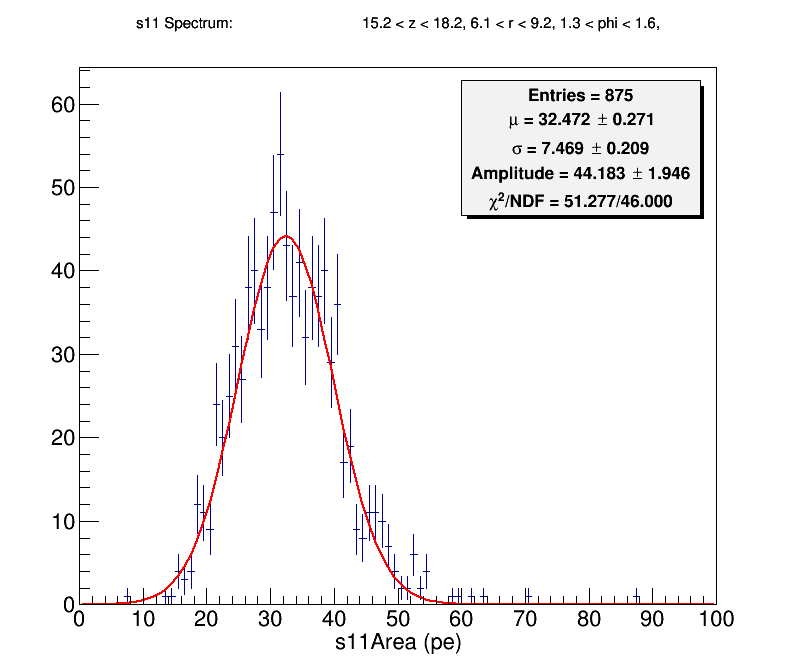 s11 Spectrum: 15.2 < z < 18.2, 6.1 < r < 9.2, 1.3 < phi < 1.6,
Entries = 875
μ = 32.472 ± 0.271
σ = 7.469 ± 0.209
Amplitude = 44.183 ± 1.946
χ²/NDF = 51.277/46.000
60
50
40
30
20
10
0
0 10 20 30 40 50 60 70 80 90 100
s11Area (pe)